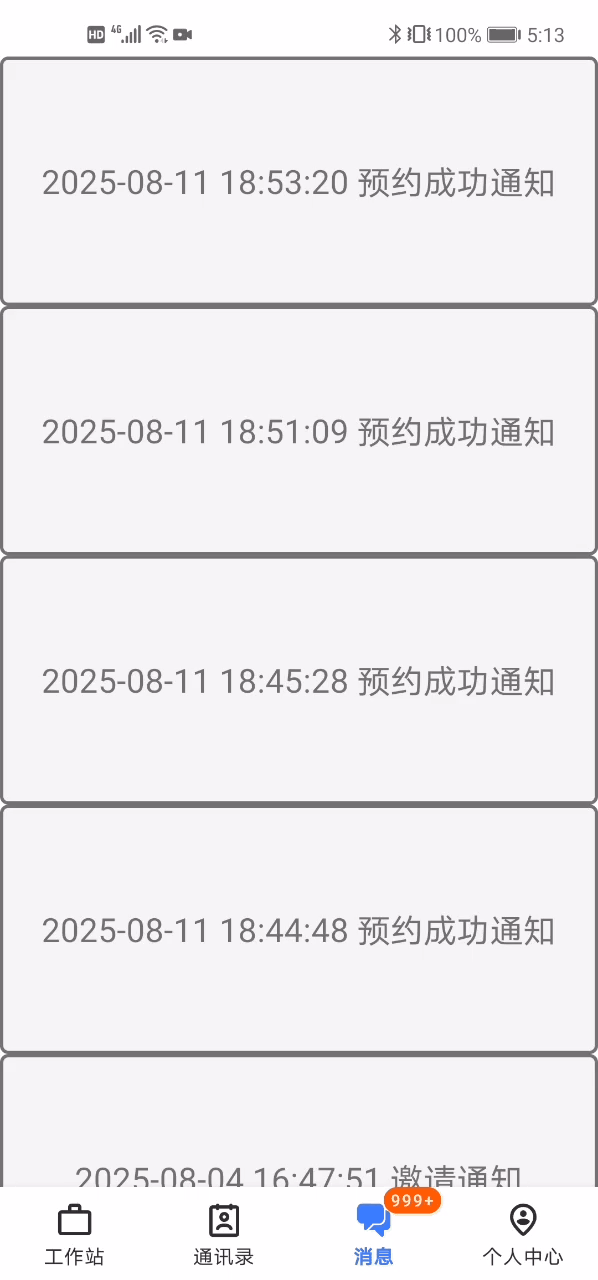 HD 4G 100% 5:13
2025-08-11 18:53:20 预约成功通知
2025-08-11 18:51:09 预约成功通知
2025-08-11 18:45:28 预约成功通知
2025-08-11 18:44:48 预约成功通知
2025-08-04 16:47:51 邀请通知
999+
工作站 通讯录 消息 个人中心